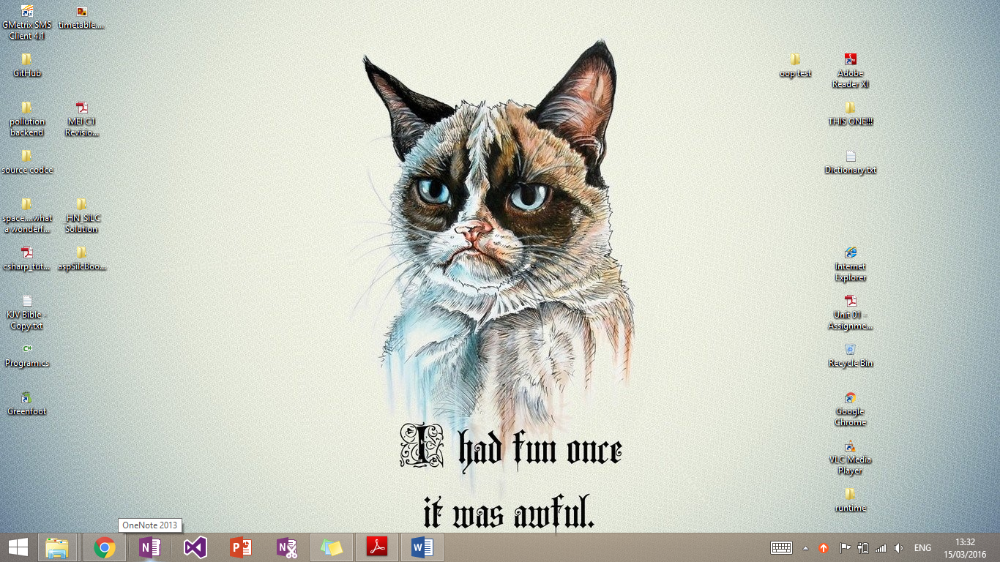 GMetrix SMS
Client 4.1
timetable....
GitHub
pollution
backend
MEI C1
Revisio...
source codce
space....what
a wonderf...
_HN_SiLC
Solution
csharp_tut...
aspSilcBoo...
KJV Bible -
Copy.txt
C#
Program.cs
Greenfoot
oop test
Adobe
Reader XI
THIS ONE!!!
Dictionary.txt
Internet
Explorer
Unit 01 -
Assignme...
Recycle Bin
Google
Chrome
VLC Media
Player
runtime
I had fun once
it was awful.
OneNote 2013
N
P
N
W
ENG
13:32
15/03/2016